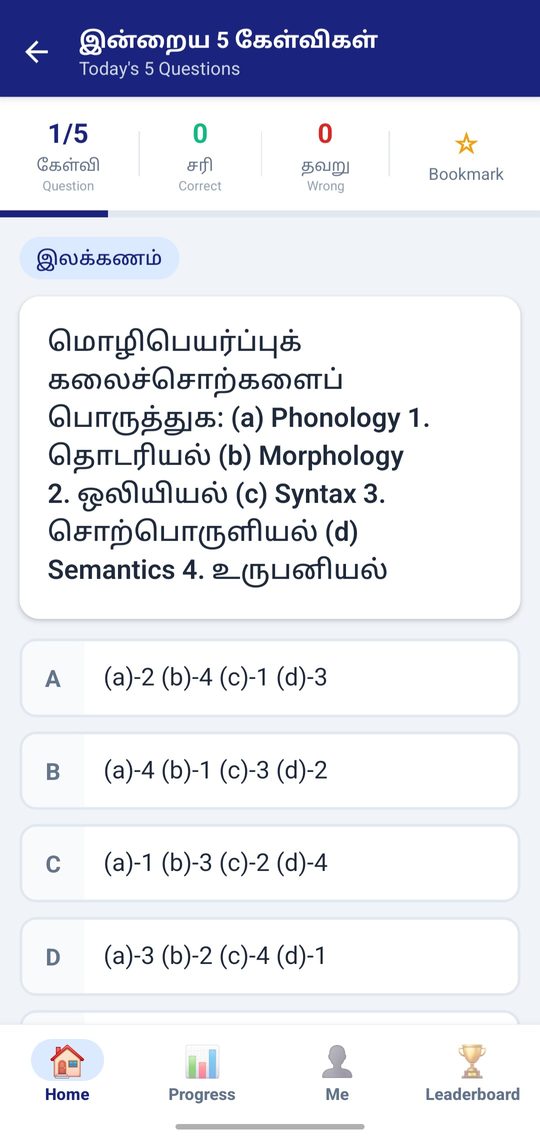 இன்றைய 5 கேள்விகள்
Today's 5 Questions
1/5
கேள்வி
Question
0
சரி
Correct
0
தவறு
Wrong
Bookmark
இலக்கணம்
மொழிபெயர்ப்புக்
கலைச்சொற்களைப்
பொருத்துக: (a) Phonology 1.
தொடரியல் (b) Morphology
2. ஒலியியல் (c) Syntax 3.
சொற்பொருளியல் (d)
Semantics 4. உருபனியல்
A (a)-2 (b)-4 (c)-1 (d)-3
B (a)-4 (b)-1 (c)-3 (d)-2
C (a)-1 (b)-3 (c)-2 (d)-4
D (a)-3 (b)-2 (c)-4 (d)-1
Home
Progress
Me
Leaderboard